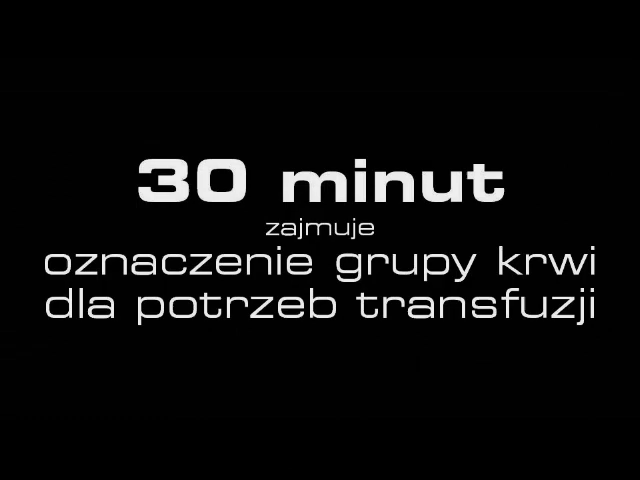 30 minut
zajmuje
oznaczenie grupy krwi
dla potrzeb transfuzji